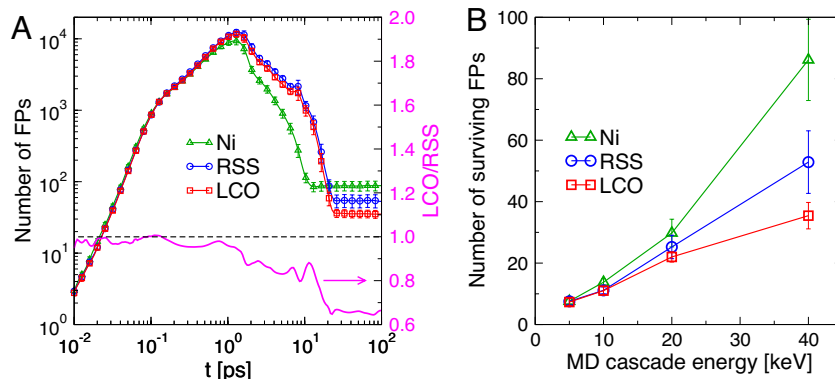 A
Number of FPs
10^4
10^3
10^2
10^1
10^0
10^-2
10^-1
10^0
10^1
10^2
t [ps]
Ni
RSS
LCO
2.0
1.8
1.6
1.4
1.2
1.0
0.8
0.6
LCO/RSS
B
Number of surviving FPs
100
80
60
40
20
0
0
10
20
30
40
MD cascade energy [keV]
Ni
RSS
LCO